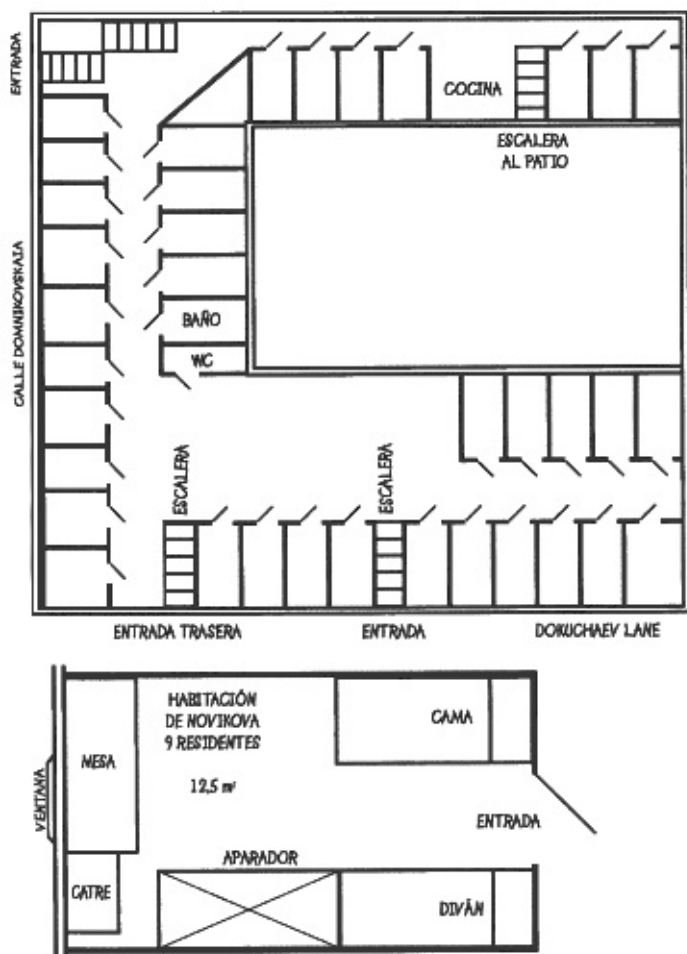 ENTRADA
COCINA
ESCALERA
AL PATIO
CALLE DOMNIKOVSKAIA
BAÑO
WC
ESCALERA
ESCALERA
ENTRADA TRASERA
ENTRADA
DOKUCHAEV LANE
HABITACIÓN
DE NOVIKOVA
9 RESIDENTES
12,5 m²
CAMA
MESA
VENTANA
ENTRADA
APARADOR
CATRE
DIVÁN